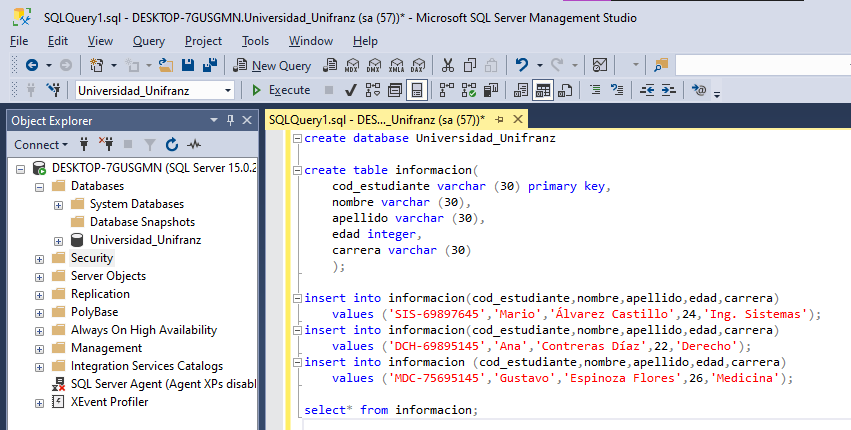 SQLQuery1.sql - DESKTOP-7GUSGMN.Universidad_Unifranz (sa (57))* - Microsoft SQL Server Management Studio
File Edit View Query Project Tools Window Help
New Query MDX DMX XMLA DAX
Universidad_Unifranz Execute
Object Explorer
Connect
DESKTOP-7GUSGMN (SQL Server 15.0.2
Databases
System Databases
Database Snapshots
Universidad_Unifranz
Security
Server Objects
Replication
PolyBase
Always On High Availability
Management
Integration Services Catalogs
SQL Server Agent (Agent XPs disabl
XEvent Profiler
SQLQuery1.sql - DES..._Unifranz (sa (57))*
create database Universidad_Unifranz
create table informacion(
cod_estudiante varchar (30) primary key,
nombre varchar (30),
apellido varchar (30),
edad integer,
carrera varchar (30)
);
insert into informacion(cod_estudiante,nombre,apellido,edad,carrera)
values ('SIS-69897645','Mario','Álvarez Castillo',24,'Ing. Sistemas');
insert into informacion(cod_estudiante,nombre,apellido,edad,carrera)
values ('DCH-69895145','Ana','Contreras Díaz',22,'Derecho');
insert into informacion (cod_estudiante,nombre,apellido,edad,carrera)
values ('MDC-75695145','Gustavo','Espinoza Flores',26,'Medicina');
select* from informacion;